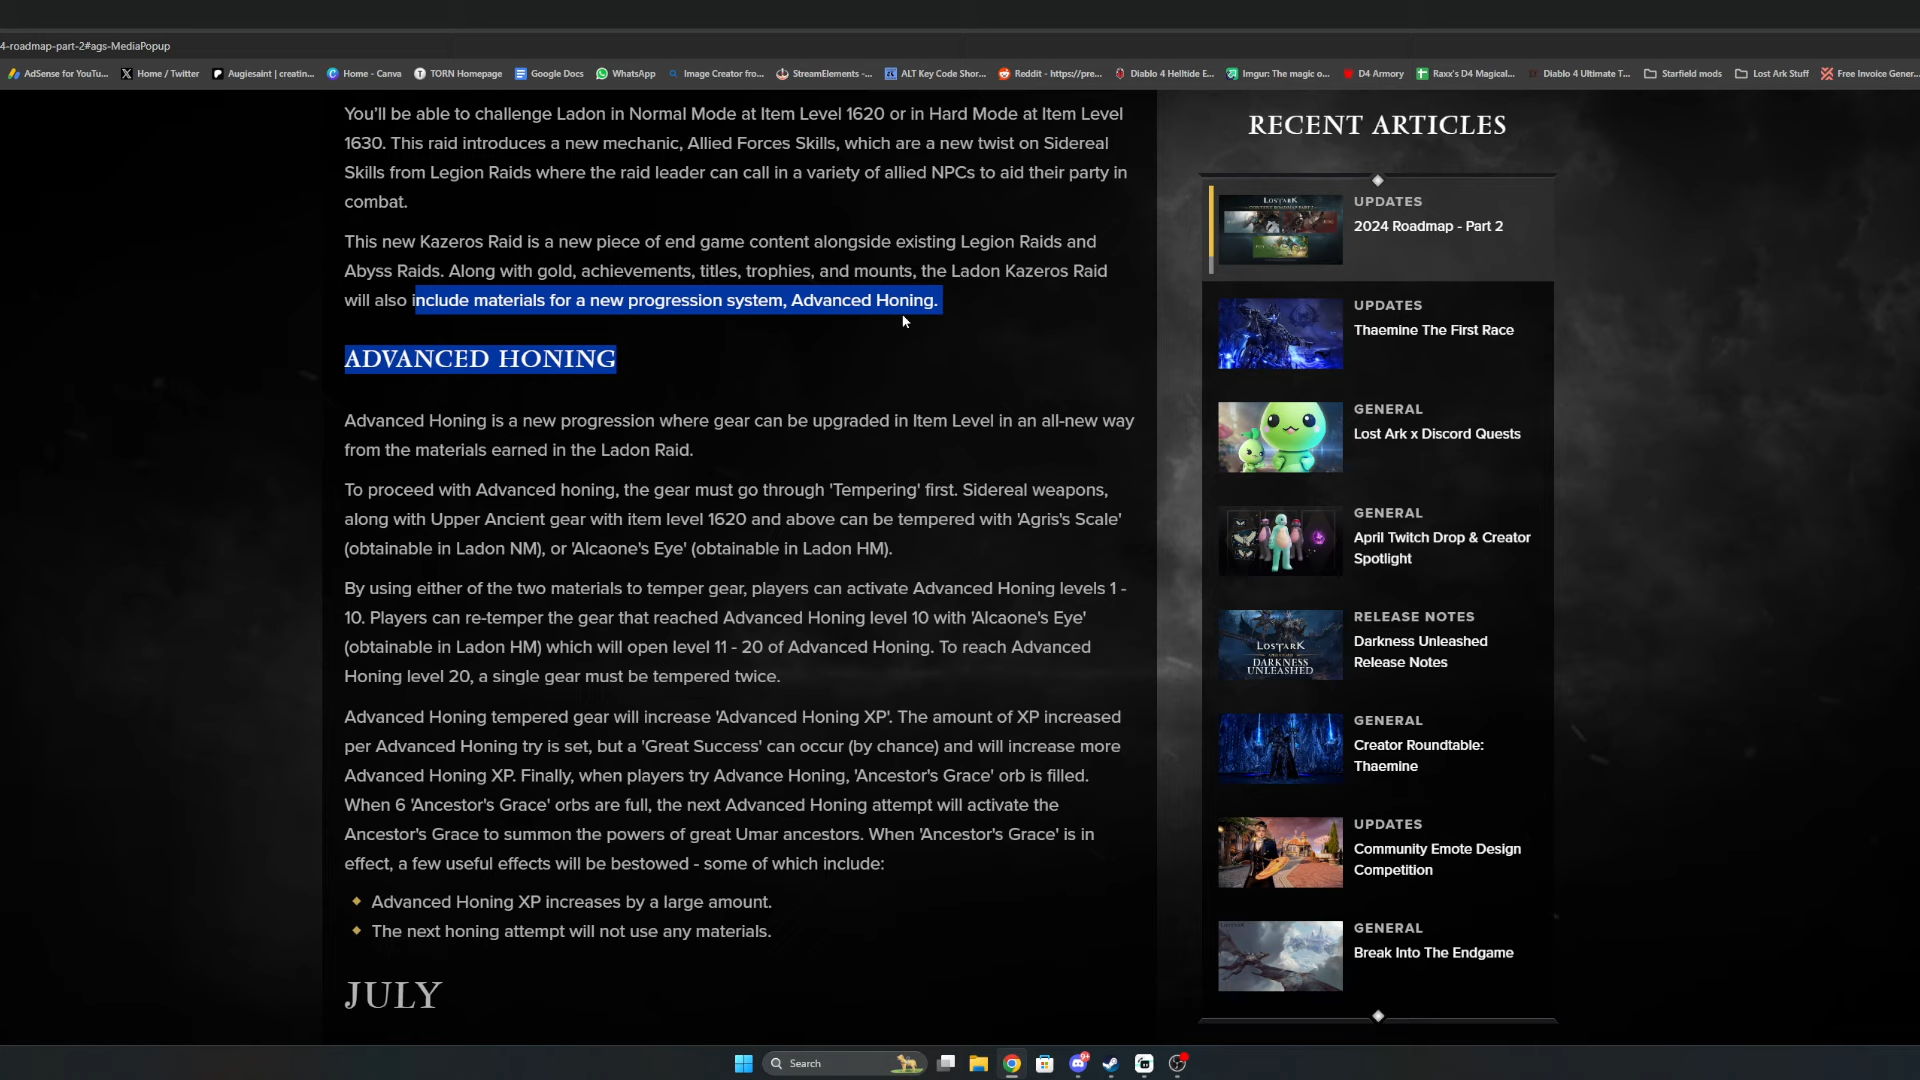 4-roadmap-part-2#ags-MediaPopup
AdSense for YouTu... Home / Twitter Augiesaint | creatin... Home - Canva TORN Homepage Google Docs WhatsApp Image Creator fro... StreamElements -... ALT Key Code Shor... Reddit - https://pre... Diablo 4 Helltide E... Imgur: The magic o... D4 Armory Raxx's D4 Magical... Diablo 4 Ultimate T... Starfield mods Lost Ark Stuff Free Invoice Gener...
You'll be able to challenge Ladon in Normal Mode at Item Level 1620 or in Hard Mode at Item Level
1630. This raid introduces a new mechanic, Allied Forces Skills, which are a new twist on Sidereal
Skills from Legion Raids where the raid leader can call in a variety of allied NPCs to aid their party in
combat.
This new Kazeros Raid is a new piece of end game content alongside existing Legion Raids and
Abyss Raids. Along with gold, achievements, titles, trophies, and mounts, the Ladon Kazeros Raid
will also include materials for a new progression system, Advanced Honing.
ADVANCED HONING
Advanced Honing is a new progression where gear can be upgraded in Item Level in an all-new way
from the materials earned in the Ladon Raid.
To proceed with Advanced honing, the gear must go through 'Tempering' first. Sidereal weapons,
along with Upper Ancient gear with item level 1620 and above can be tempered with 'Agris's Scale'
(obtainable in Ladon NM), or 'Alcaone's Eye' (obtainable in Ladon HM).
By using either of the two materials to temper gear, players can activate Advanced Honing levels 1 -
10. Players can re-temper the gear that reached Advanced Honing level 10 with 'Alcaone's Eye'
(obtainable in Ladon HM) which will open level 11 - 20 of Advanced Honing. To reach Advanced
Honing level 20, a single gear must be tempered twice.
Advanced Honing tempered gear will increase 'Advanced Honing XP'. The amount of XP increased
per Advanced Honing try is set, but a 'Great Success' can occur (by chance) and will increase more
Advanced Honing XP. Finally, when players try Advance Honing, 'Ancestor's Grace' orb is filled.
When 6 'Ancestor's Grace' orbs are full, the next Advanced Honing attempt will activate the
Ancestor's Grace to summon the powers of great Umar ancestors. When 'Ancestor's Grace' is in
effect, a few useful effects will be bestowed - some of which include:
Advanced Honing XP increases by a large amount.
The next honing attempt will not use any materials.
JULY
RECENT ARTICLES
LOST ARK
UPDATES
2024 Roadmap - Part 2
UPDATES
Thaemine The First Race
GENERAL
Lost Ark x Discord Quests
GENERAL
April Twitch Drop & Creator
Spotlight
LOST ARK
DARKNESS
UNLEASHED
RELEASE NOTES
Darkness Unleashed
Release Notes
GENERAL
Creator Roundtable:
Thaemine
UPDATES
Community Emote Design
Competition
GENERAL
Break Into The Endgame
Search